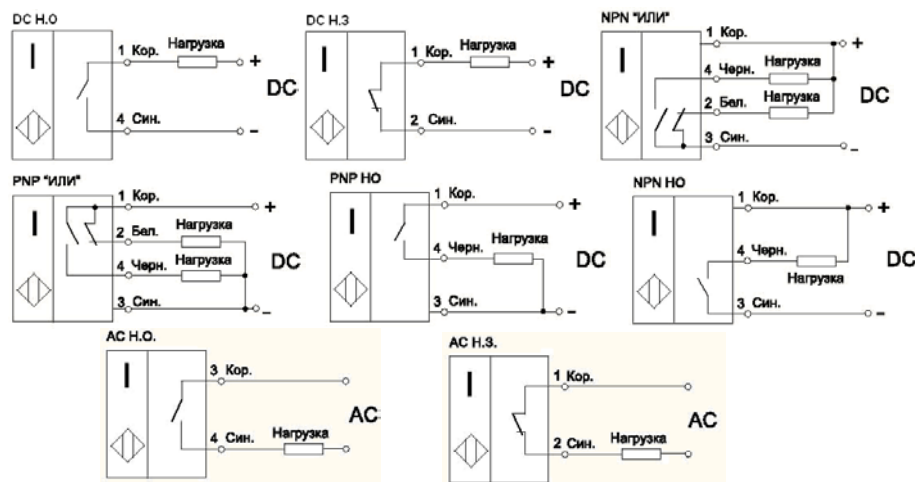 DC Н.О
1 Кор.
Нагрузка
+
DC
4 Син.
-
DC Н.З
1 Кор.
Нагрузка
+
DC
2 Син.
-
NPN "ИЛИ"
1 Кор.
+
4 Черн.
Нагрузка
DC
2 Бел.
Нагрузка
3 Син.
-
PNP "ИЛИ"
1 Кор.
+
2 Бел.
Нагрузка
DC
4 Черн.
Нагрузка
3 Син.
-
PNP НО
1 Кор.
+
4 Черн.
Нагрузка
DC
3 Син.
-
NPN НО
1 Кор.
+
4 Черн.
Нагрузка
DC
3 Син.
-
AC Н.О.
3 Кор.
AC
4 Син.
Нагрузка
AC Н.З.
1 Кор.
AC
2 Син.
Нагрузка